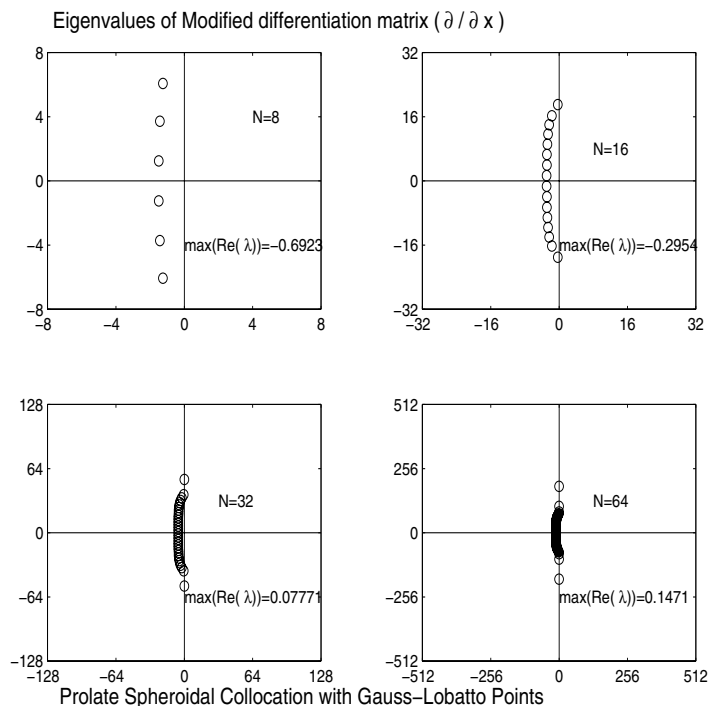 Eigenvalues of Modified differentiation matrix ( ∂ / ∂ x )
8
4
0
−4
−8
−8 −4 0 4 8
N=8
max(Re( λ))=−0.6923
32
16
0
−16
−32
−32 −16 0 16 32
N=16
max(Re( λ))=−0.2954
128
64
0
−64
−128
−128 −64 0 64 128
N=32
max(Re( λ))=0.07771
512
256
0
−256
−512
−512 −256 0 256 512
N=64
max(Re( λ))=0.1471
Prolate Spheroidal Collocation with Gauss−Lobatto Points